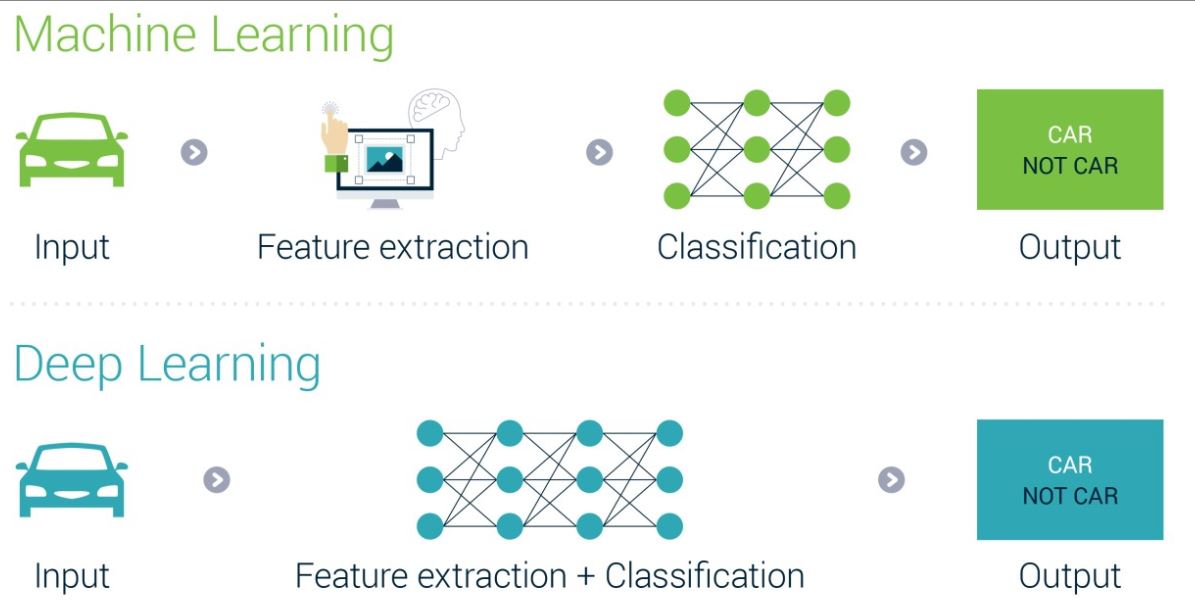 Machine Learning
CAR
NOT CAR
Input
Feature extraction
Classification
Output
Deep Learning
CAR
NOT CAR
Input
Feature extraction + Classification
Output